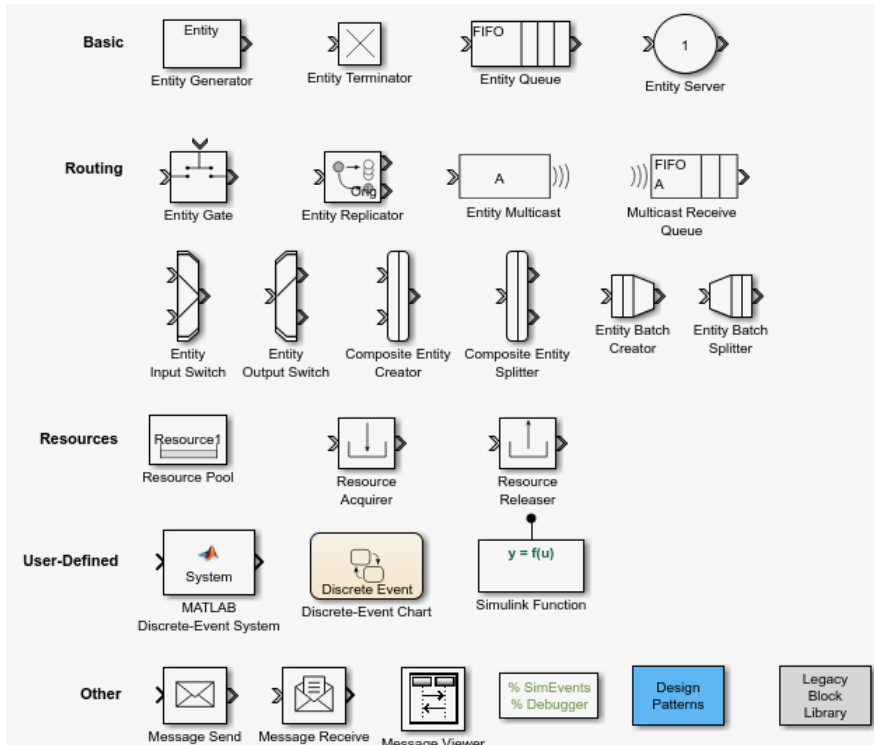 Basic
Entity
Entity Generator
Entity Terminator
FIFO
Entity Queue
1
Entity Server
Routing
Entity Gate
Orig
Entity Replicator
A
Entity Multicast
FIFO
A
Multicast Receive
Queue
Entity
Input Switch
Entity
Output Switch
Composite Entity
Creator
Composite Entity
Splitter
Entity Batch
Creator
Entity Batch
Splitter
Resources
Resource1
Resource Pool
Resource
Acquirer
Resource
Releaser
User-Defined
System
MATLAB
Discrete-Event System
Discrete Event
Discrete-Event Chart
y = f(u)
Simulink Function
Other
Message Send
Message Receive
Message Viewer
% SimEvents
% Debugger
Design
Patterns
Legacy
Block
Library